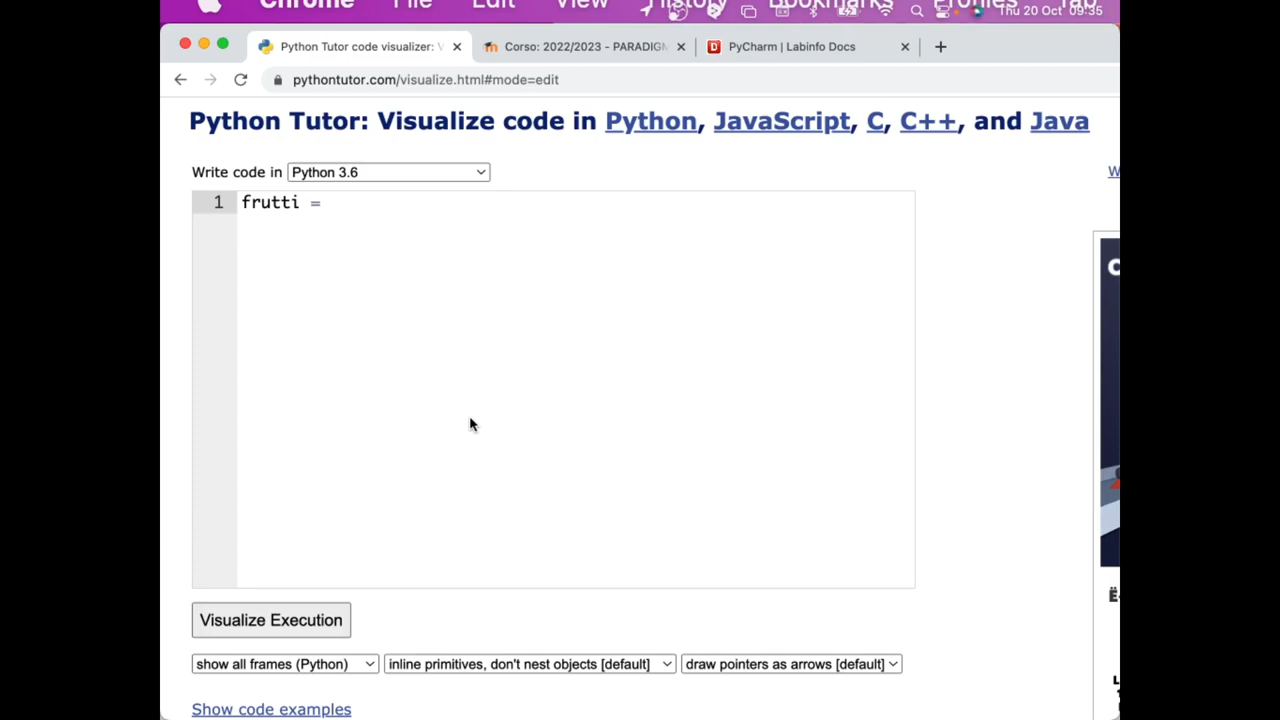 Chrome File Edit View History Bookmarks Profiles Tab Thu 20 Oct 09:35
Python Tutor code visualizer: V Corso: 2022/2023 - PARADIGM PyCharm | Labinfo Docs
pythontutor.com/visualize.html#mode=edit
Python Tutor: Visualize code in Python, JavaScript, C, C++, and Java
Write code in Python 3.6
1 frutti =
Visualize Execution
show all frames (Python) inline primitives, don't nest objects [default] draw pointers as arrows [default]
Show code examples